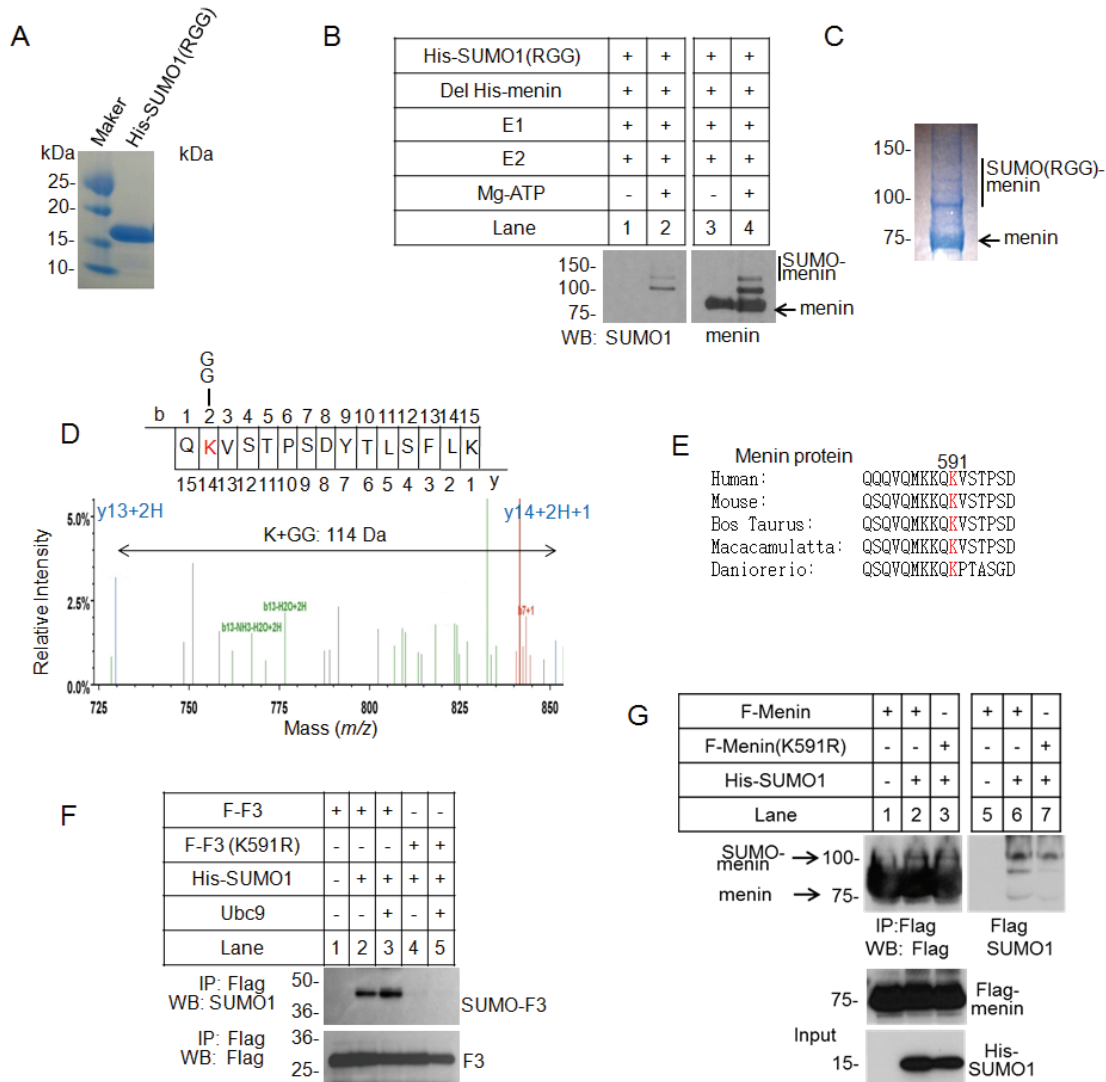 A
Maker
His-SUMO1(RGG)
kDa
kDa
25-
20-
15-
10-
B
His-SUMO1(RGG) + + + +
Del His-menin + + + +
E1 + + + +
E2 + + + +
Mg-ATP - + - +
Lane 1 2 3 4
150-
100-
75-
SUMO-
menin
menin
WB: SUMO1 menin
C
150-
100-
75-
SUMO(RGG)-
menin
menin
D
G
G
b 1 2 3 4 5 6 7 8 9 10 11 12 13 14 15
Q K V S T P S D Y T L S F L K
15 14 13 12 11 10 9 8 7 6 5 4 3 2 1 y
y13+2H
y14+2H+1
K+GG: 114 Da
5.0%
2.5%
0.0%
Relative Intensity
b13-H2O+2H
b13-NH3-H2O+2H
b7+1
725 750 775 800 825 850
Mass (m/z)
E
Menin protein 591
Human: QQQVQMKKQKVSTPSD
Mouse: QSQVQMKKQKVSTPSD
Bos Taurus: QSQVQMKKQKVSTPSD
Macacamulatta: QSQVQMKKQKVSTPSD
Daniorerio: QSQVQMKKQKPTASGD
F
F-F3 + + + - -
F-F3 (K591R) - - - + +
His-SUMO1 - + + + +
Ubc9 - - + - +
Lane 1 2 3 4 5
IP: Flag
WB: SUMO1
50-
36-
SUMO-F3
IP: Flag
WB: Flag
36-
25-
F3
G
F-Menin + + - + + -
F-Menin(K591R) - - + - - +
His-SUMO1 - + + - + +
Lane 1 2 3 5 6 7
SUMO-
menin
100-
menin
75-
IP:Flag Flag
WB: Flag SUMO1
75-
Flag-
menin
Input
15-
His-
SUMO1